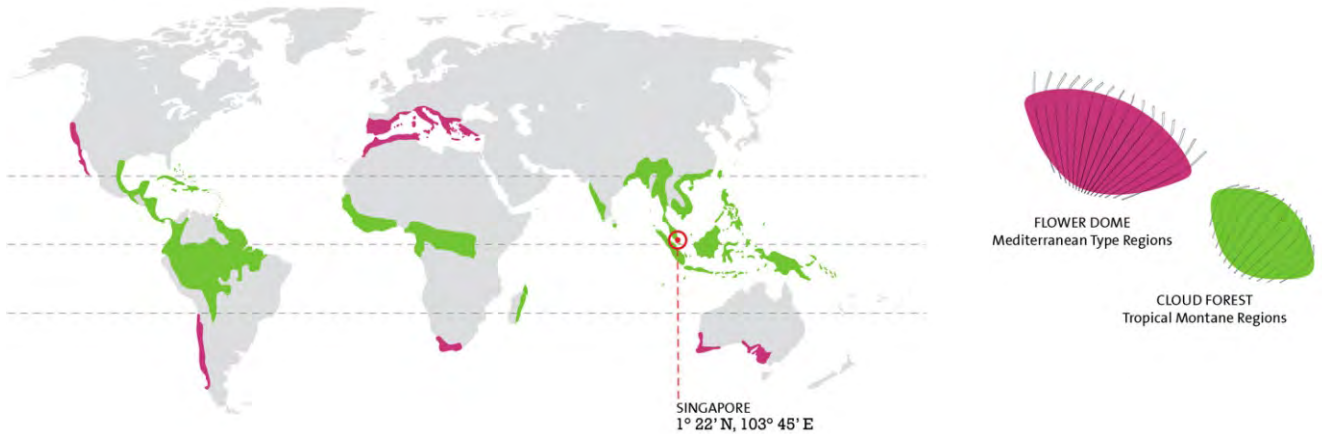 FLOWER DOME
Mediterranean Type Regions
CLOUD FOREST
Tropical Montane Regions
SINGAPORE
1° 22’ N, 103° 45’ E